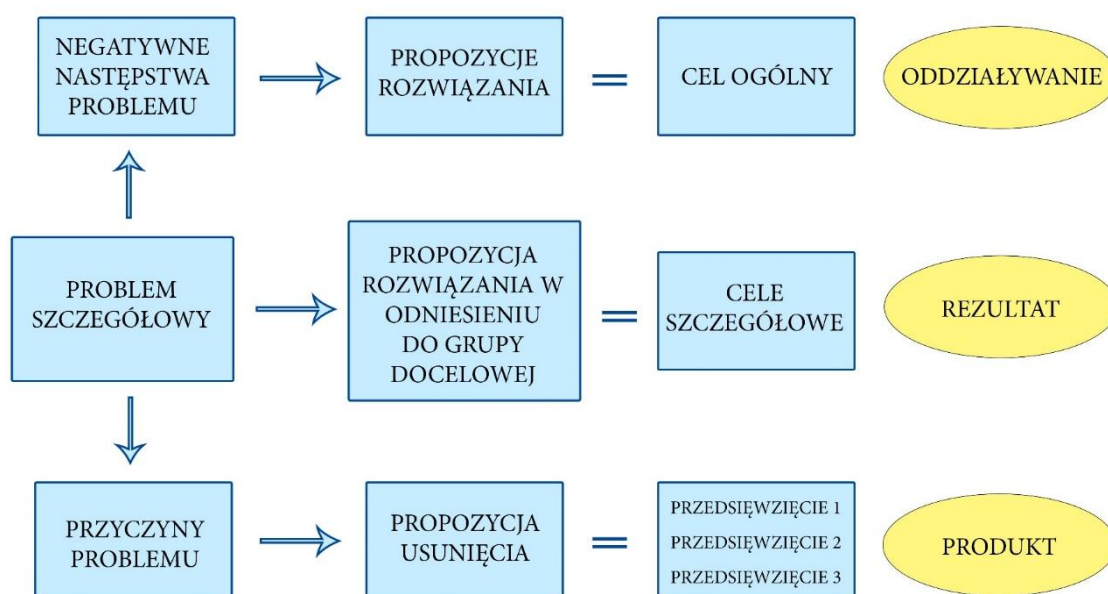 NEGATYWNE
NASTĘPSTWA
PROBLEMU
PROPOZYCJE
ROZWIĄZANIA
=
CEL OGÓLNY
ODDZIAŁYWANIE
PROBLEM
SZCZEGÓŁOWY
PROPOZYCJA
ROZWIĄZANIA W
ODNIESIENIU
DO GRUPY
DOCELOWEJ
=
CELE
SZCZEGÓŁOWE
REZULTAT
PRZYCZYNY
PROBLEMU
PROPOZYCJA
USUNIĘCIA
=
PRZEDSIĘWZIĘCIE 1
PRZEDSIĘWZIĘCIE 2
PRZEDSIĘWZIĘCIE 3
PRODUKT